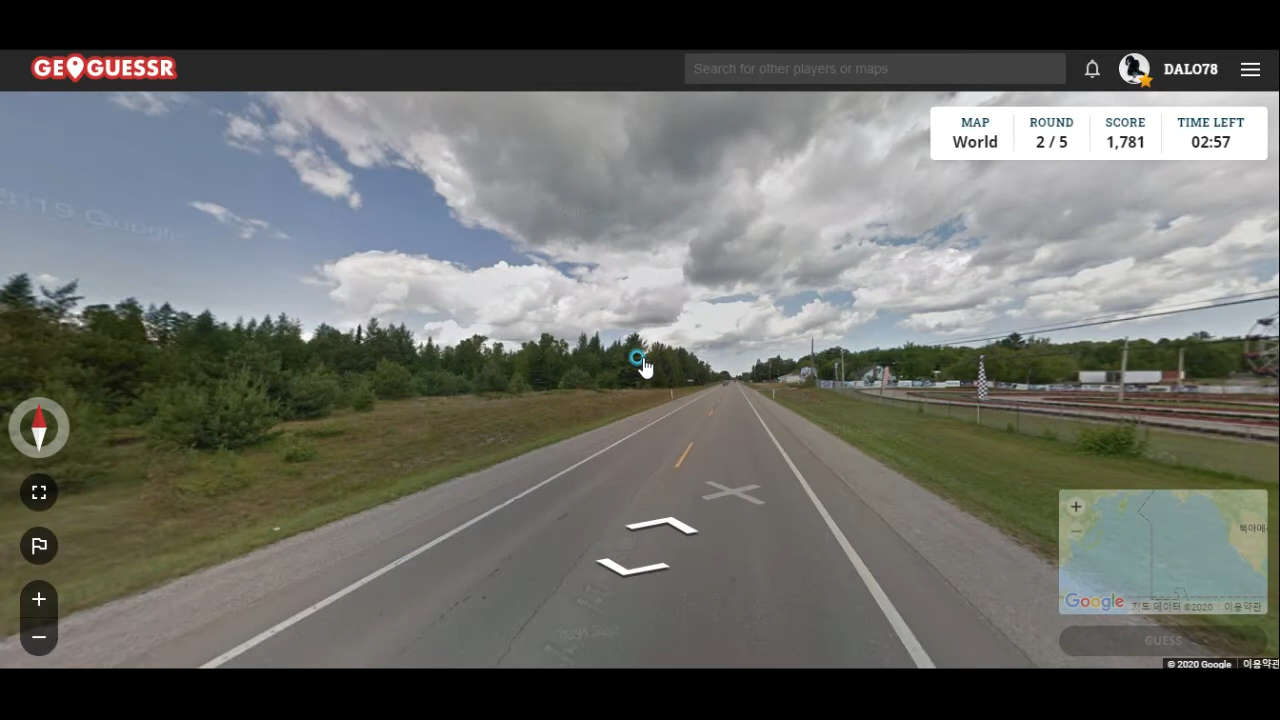 GEOGUESSR
Search for other players or maps
DALO78
MAP ROUND SCORE TIME LEFT
World 2 / 5 1,781 02:57
2019 Google
+
−
+
−
Google 지도 데이터 ©2020 이용약관
GUESS
© 2020 Google 이용약관